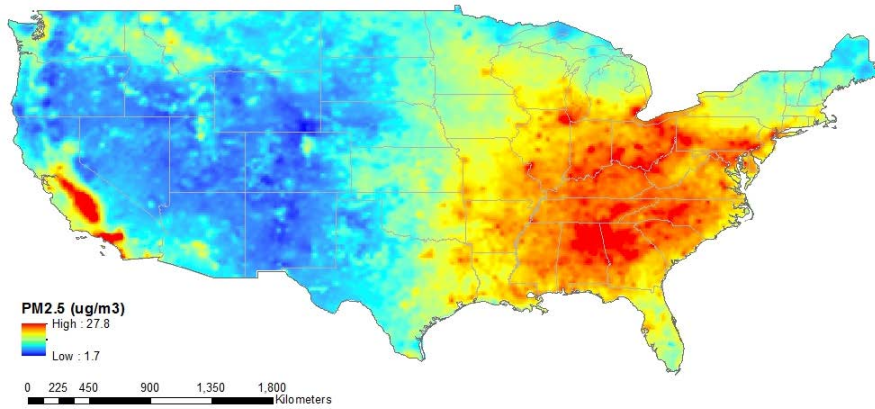 PM2.5 (ug/m3)
High : 27.8
Low : 1.7
0 225 450 900 1,350 1,800
Kilometers